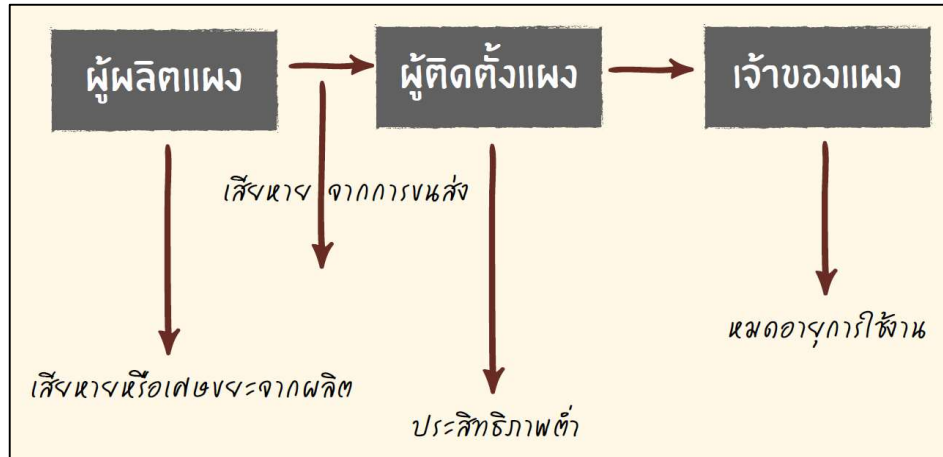 ผู้ผลิตแผง
ผู้ติดตั้งแผง
เจ้าของแผง
เสียหาย จากการขนส่ง
หมดอายุการใช้งาน
เสียหายหรือเศษขยะจากผลิต
ประสิทธิภาพต่ำ